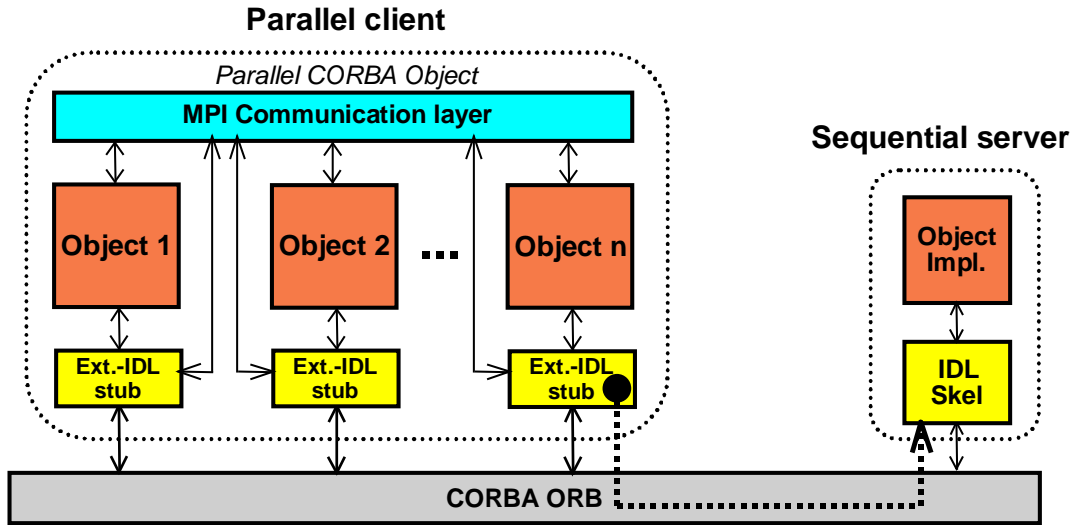 Parallel client
Parallel CORBA Object
MPI Communication layer
Sequential server
Object 1
Object 2
...
Object n
Object
Impl.
Ext.-IDL
stub
Ext.-IDL
stub
Ext.-IDL
stub
IDL
Skel
CORBA ORB